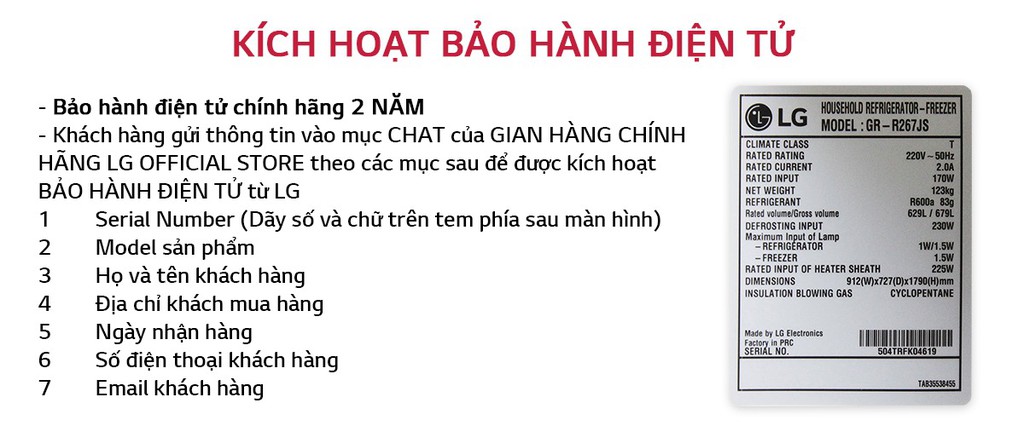 KÍCH HOẠT BẢO HÀNH ĐIỆN TỬ
- Bảo hành điện tử chính hãng 2 NĂM
- Khách hàng gửi thông tin vào mục CHAT của GIAN HÀNG CHÍNH
HÃNG LG OFFICIAL STORE theo các mục sau để được kích hoạt
BẢO HÀNH ĐIỆN TỬ từ LG
1 Serial Number (Dãy số và chữ trên tem phía sau màn hình)
2 Model sản phẩm
3 Họ và tên khách hàng
4 Địa chỉ khách mua hàng
5 Ngày nhận hàng
6 Số điện thoại khách hàng
7 Email khách hàng
LG
HOUSEHOLD REFRIGERATOR-FREEZER
MODEL : GR-R267JS
CLIMATE CLASS T
RATED RATING 220V~50Hz
RATED CURRENT 2.0A
RATED INPUT 170W
NET WEIGHT 123kg
REFRIGERANT R600a 83g
Rated volume/Gross volume 629L / 679L
DEFROSTING INPUT 230W
Maximum Input of Lamp
-REFRIGERATOR 1W/1.5W
-FREEZER 1.5W
RATED INPUT OF HEATER SHEATH 225W
DIMENSIONS 912(W)x727(D)x1790(H)mm
INSULATION BLOWING GAS CYCLOPENTANE
Made by LG Electronics
Factory in PRC
SERIAL NO. 504TRFK04619
TAB35538455